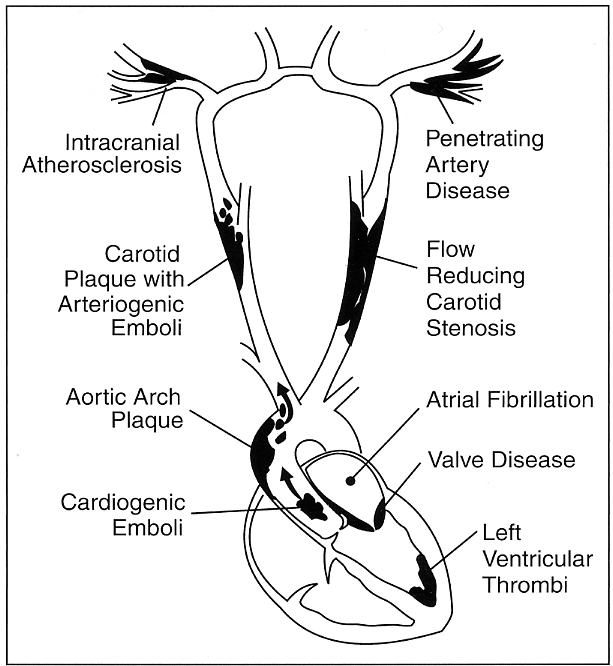 Intracranial
Atherosclerosis
Penetrating
Artery
Disease
Carotid
Plaque with
Arteriogenic
Emboli
Flow
Reducing
Carotid
Stenosis
Aortic Arch
Plaque
Atrial Fibrillation
Valve Disease
Cardiogenic
Emboli
Left
Ventricular
Thrombi